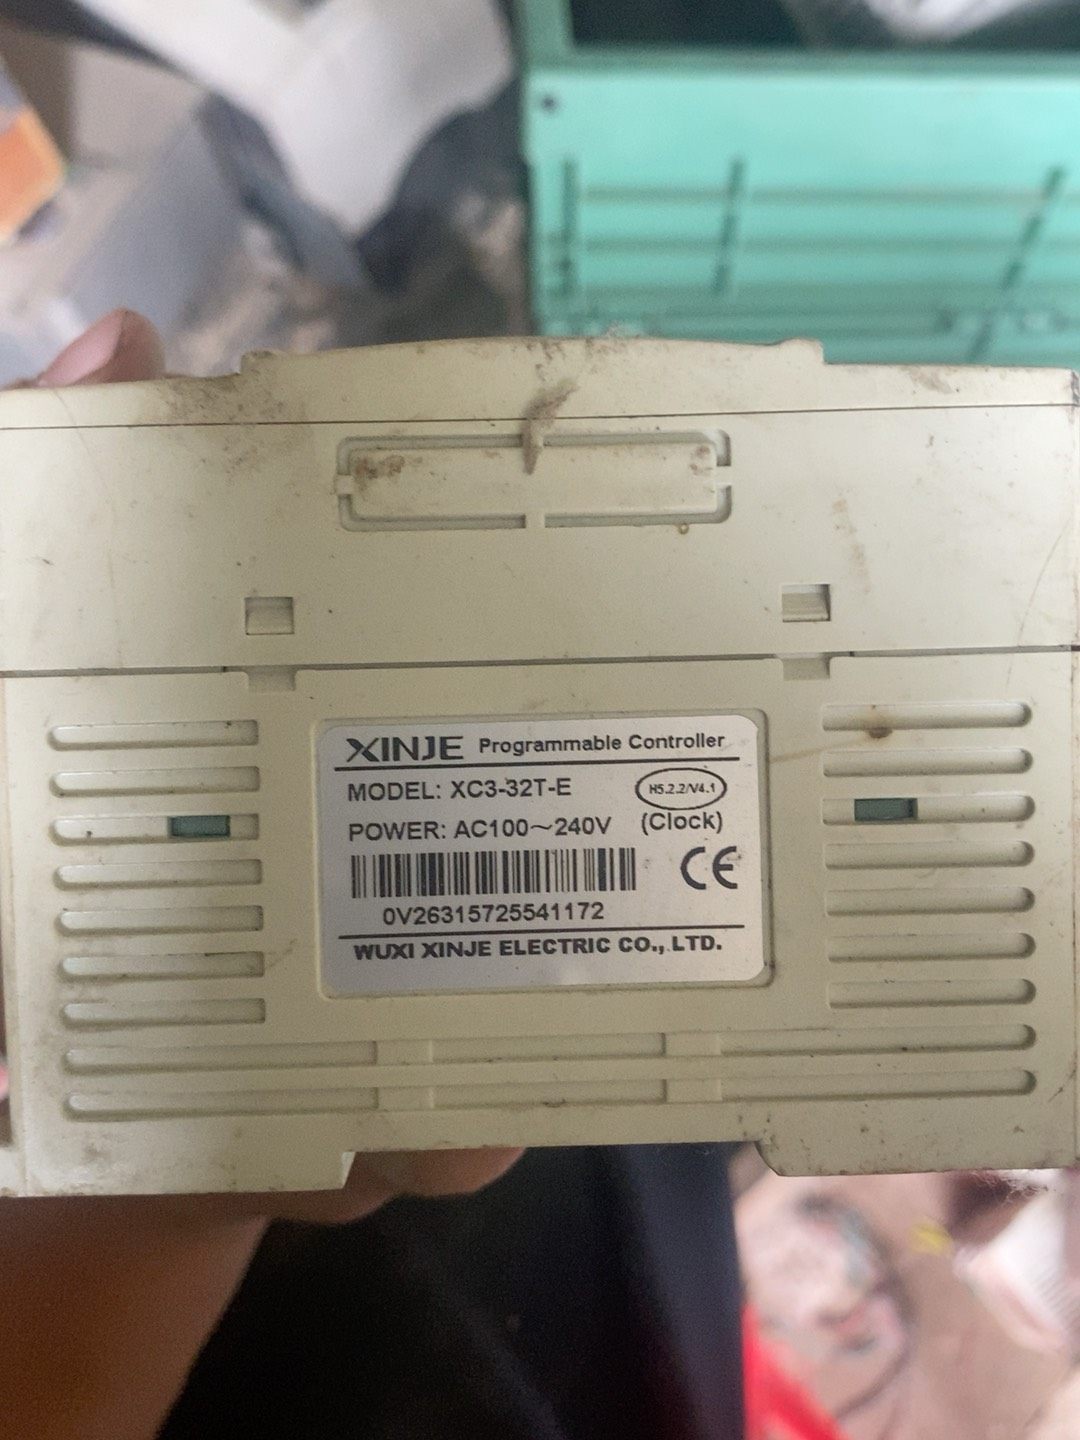 XINJE Programmable Controller
MODEL: XC3-32T-E
H5.2.2/V4.1
POWER: AC100~240V (Clock)
CE
0V26315725541172
WUXI XINJE ELECTRIC CO., LTD.